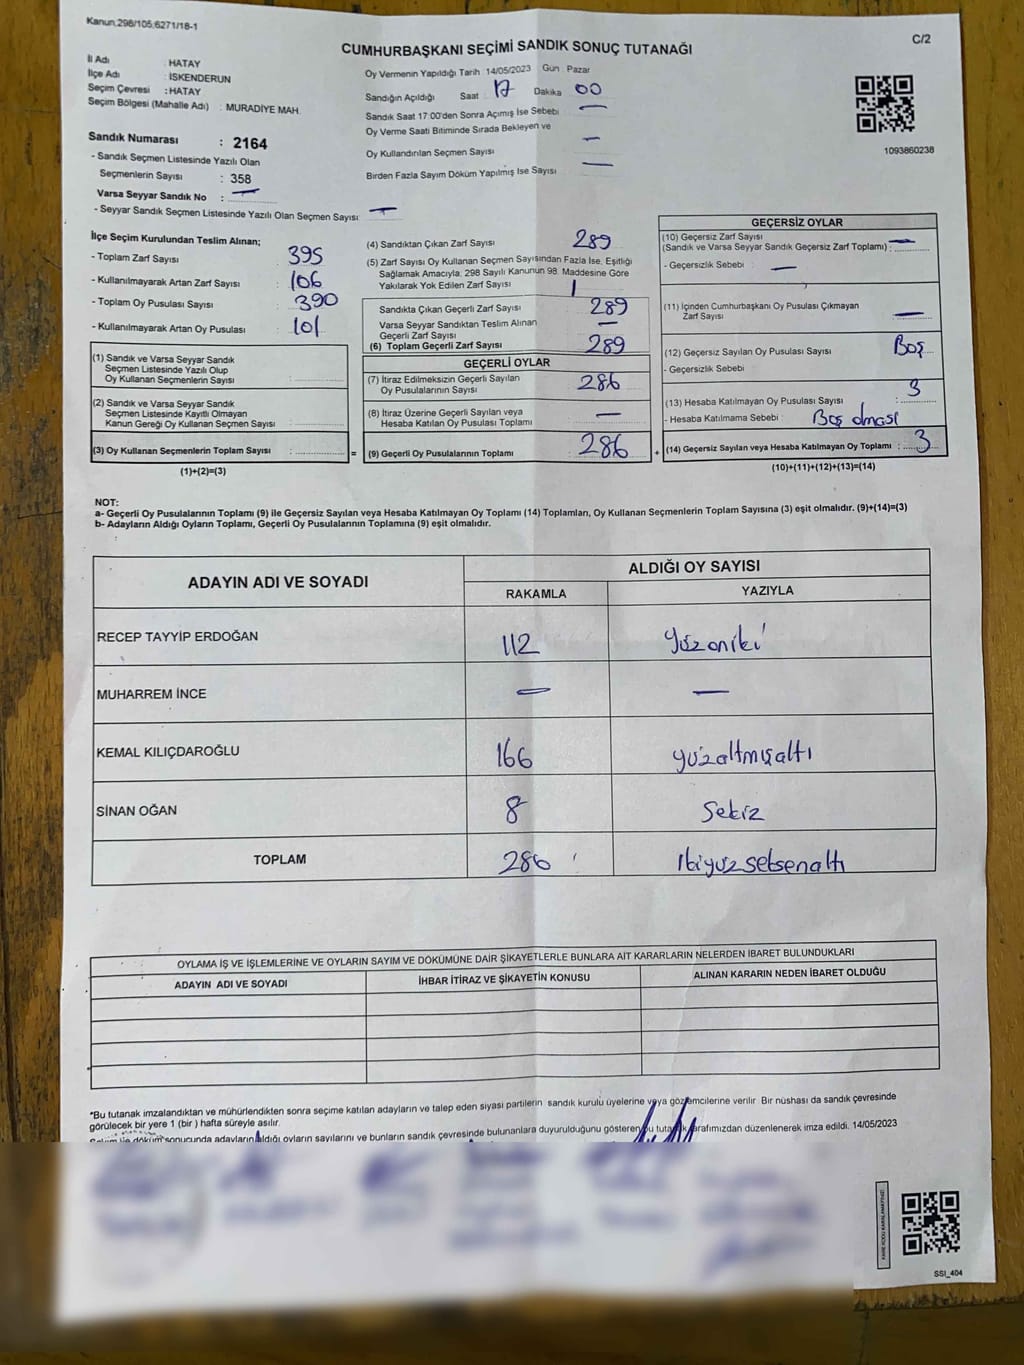 Kanun.298/105,6271/18-1
C/2
CUMHURBAŞKANI SEÇİMİ SANDIK SONUÇ TUTANAĞI
İl Adı : HATAY
İlçe Adı : İSKENDERUN
Seçim Çevresi : HATAY
Seçim Bölgesi (Mahalle Adı) : MURADİYE MAH.
Sandık Numarası : 2164
- Sandık Seçmen Listesinde Yazılı Olan
Seçmenlerin Sayısı : 358
Varsa Seyyar Sandık No : —
- Seyyar Sandık Seçmen Listesinde Yazılı Olan Seçmen Sayısı: —
Oy Vermenin Yapıldığı Tarih : 14/05/2023 Gün : Pazar
Sandığın Açıldığı Saat : 17 Dakika : 00
Sandık Saat 17:00'den Sonra Açılmış İse Sebebi : —
Oy Verme Saati Bitiminde Sırada Bekleyen ve
Oy Kullandırılan Seçmen Sayısı : —
Birden Fazla Sayım Döküm Yapılmış İse Sayısı : —
1093860238
İlçe Seçim Kurulundan Teslim Alınan;
- Toplam Zarf Sayısı : 395
- Kullanılmayarak Artan Zarf Sayısı : 106
- Toplam Oy Pusulası Sayısı : 390
- Kullanılmayarak Artan Oy Pusulası : 101
(1) Sandık ve Varsa Seyyar Sandık
Seçmen Listesinde Yazılı Olup
Oy Kullanan Seçmenlerin Sayısı :
(2) Sandık ve Varsa Seyyar Sandık
Seçmen Listesinde Kayıtlı Olmayan
Kanun Gereği Oy Kullanan Seçmen Sayısı :
(3) Oy Kullanan Seçmenlerin Toplam Sayısı : =
(1)+(2)=(3)
(4) Sandıktan Çıkan Zarf Sayısı 289
(5) Zarf Sayısı Oy Kullanan Seçmen Sayısından Fazla İse, Eşitliği
Sağlamak Amacıyla, 298 Sayılı Kanunun 98. Maddesine Göre
Yakılarak Yok Edilen Zarf Sayısı
Sandıkta Çıkan Geçerli Zarf Sayısı 289
Varsa Seyyar Sandıktan Teslim Alınan
Geçerli Zarf Sayısı —
(6) Toplam Geçerli Zarf Sayısı 289
GEÇERLİ OYLAR
(7) İtiraz Edilmeksizin Geçerli Sayılan
Oy Pusulalarının Sayısı : 286
(8) İtiraz Üzerine Geçerli Sayılan veya
Hesaba Katılan Oy Pusulası Toplamı : —
(9) Geçerli Oy Pusulalarının Toplamı : 286 +
GEÇERSİZ OYLAR
(10) Geçersiz Zarf Sayısı
(Sandık ve Varsa Seyyar Sandık Geçersiz Zarf Toplamı) : —
- Geçersizlik Sebebi : —
(11) İçinden Cumhurbaşkanı Oy Pusulası Çıkmayan
Zarf Sayısı : —
(12) Geçersiz Sayılan Oy Pusulası Sayısı : Boş
- Geçersizlik Sebebi :
(13) Hesaba Katılmayan Oy Pusulası Sayısı : 3
- Hesaba Katılmama Sebebi : Boş olması
(14) Geçersiz Sayılan veya Hesaba Katılmayan Oy Toplamı : 3
(10)+(11)+(12)+(13)=(14)
NOT:
a- Geçerli Oy Pusulalarının Toplamı (9) ile Geçersiz Sayılan veya Hesaba Katılmayan Oy Toplamı (14) Toplamları, Oy Kullanan Seçmenlerin Toplam Sayısına (3) eşit olmalıdır. (9)+(14)=(3)
b- Adayların Aldığı Oyların Toplamı, Geçerli Oy Pusulalarının Toplamına (9) eşit olmalıdır.
ADAYIN ADI VE SOYADI
ALDIĞI OY SAYISI
RAKAMLA YAZIYLA
RECEP TAYYİP ERDOĞAN 112 yüzoniki
MUHARREM İNCE — —
KEMAL KILIÇDAROĞLU 166 yüzaltmışaltı
SİNAN OĞAN 8 Sekiz
TOPLAM 286 ikiyüzseksenaltı
OYLAMA İŞ VE İŞLEMLERİNE VE OYLARIN SAYIM VE DÖKÜMÜNE DAİR ŞİKAYETLERLE BUNLARA AİT KARARLARIN NELERDEN İBARET BULUNDUKLARI
ADAYIN ADI VE SOYADI İHBAR İTİRAZ VE ŞİKAYETİN KONUSU ALINAN KARARIN NEDEN İBARET OLDUĞU
*Bu tutanak imzalandıktan ve mühürlendikten sonra seçime katılan adayların ve talep eden siyasi partilerin sandık kurulu üyelerine veya gözlemcilerine verilir. Bir nüshası da sandık çevresinde
görülecek bir yere 1 (bir) hafta süreyle asılır.
Sayım ve döküm sonucunda adayların aldığı oyların sayılarını ve bunların sandık çevresinde bulunanlara duyurulduğunu gösteren bu tutanak tarafımızdan düzenlenerek imza edildi. 14/05/2023
SSI_404